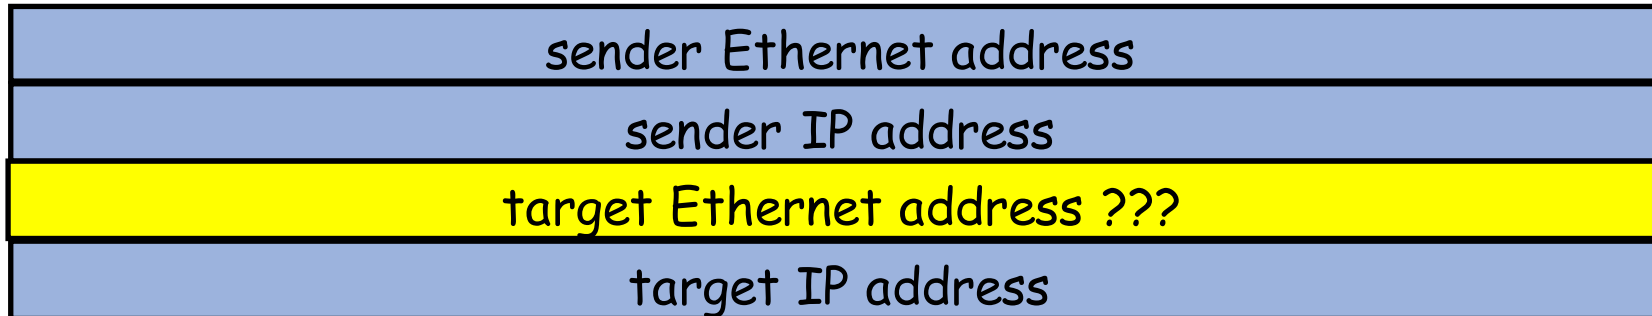 sender Ethernet address
sender IP address
target Ethernet address ???
target IP address